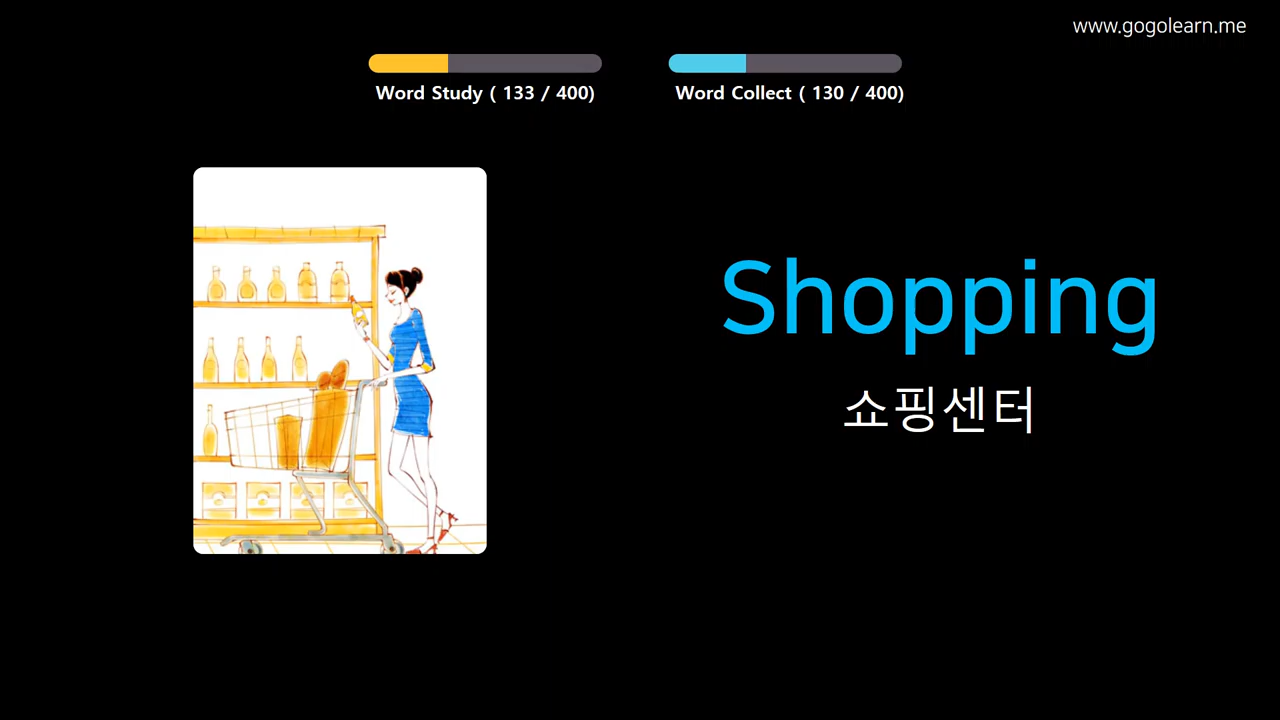 www.gogolearn.me
Word Study ( 133 / 400)
Word Collect ( 130 / 400)
Shopping
쇼핑센터